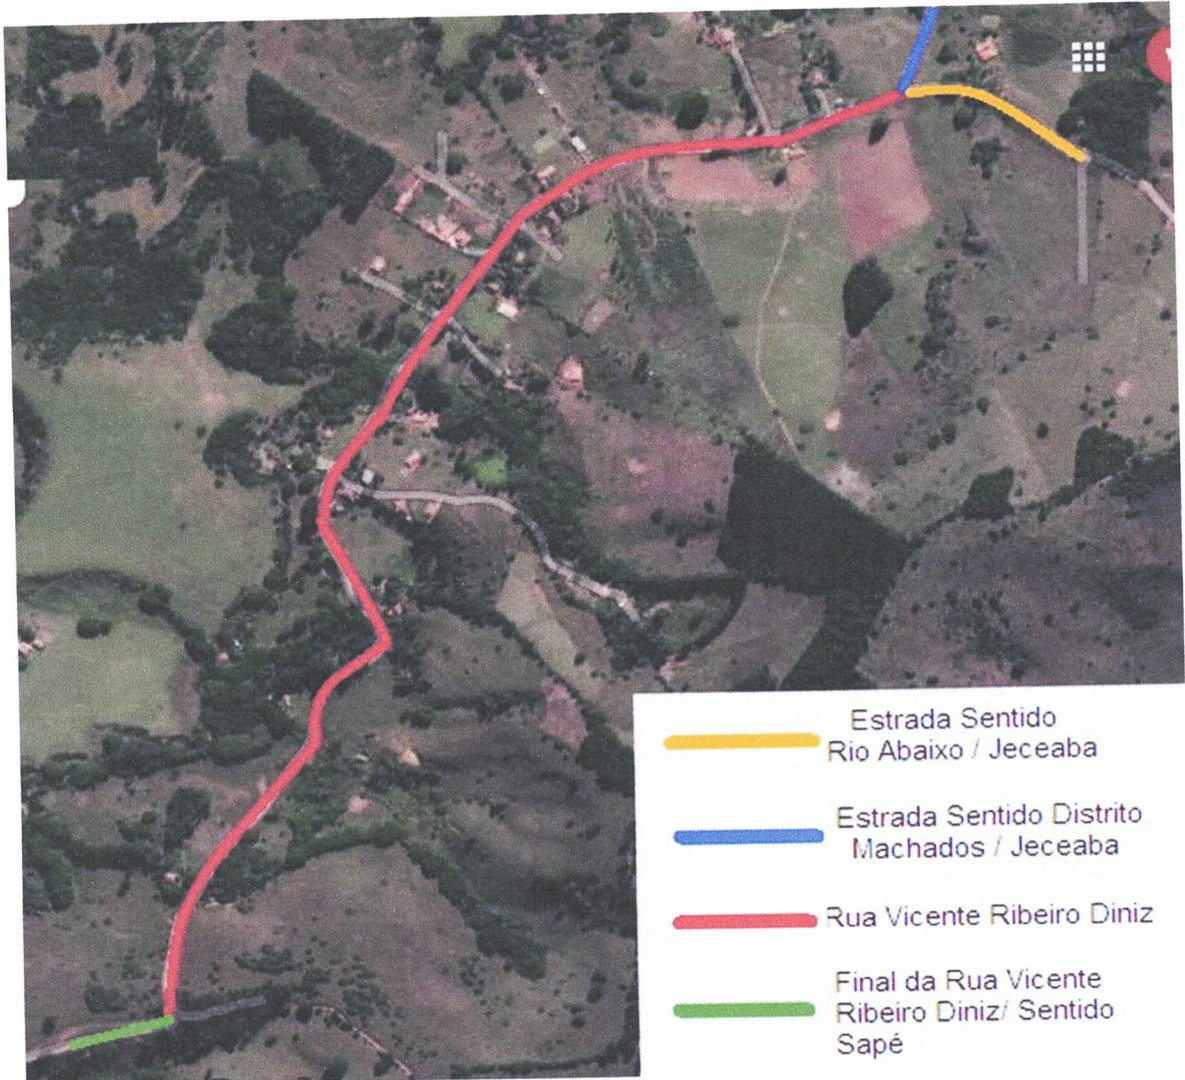 Estrada Sentido
Rio Abaixo / Jeceaba
Estrada Sentido Distrito
Machados / Jeceaba
Rua Vicente Ribeiro Diniz
Final da Rua Vicente
Ribeiro Diniz/ Sentido
Sapé